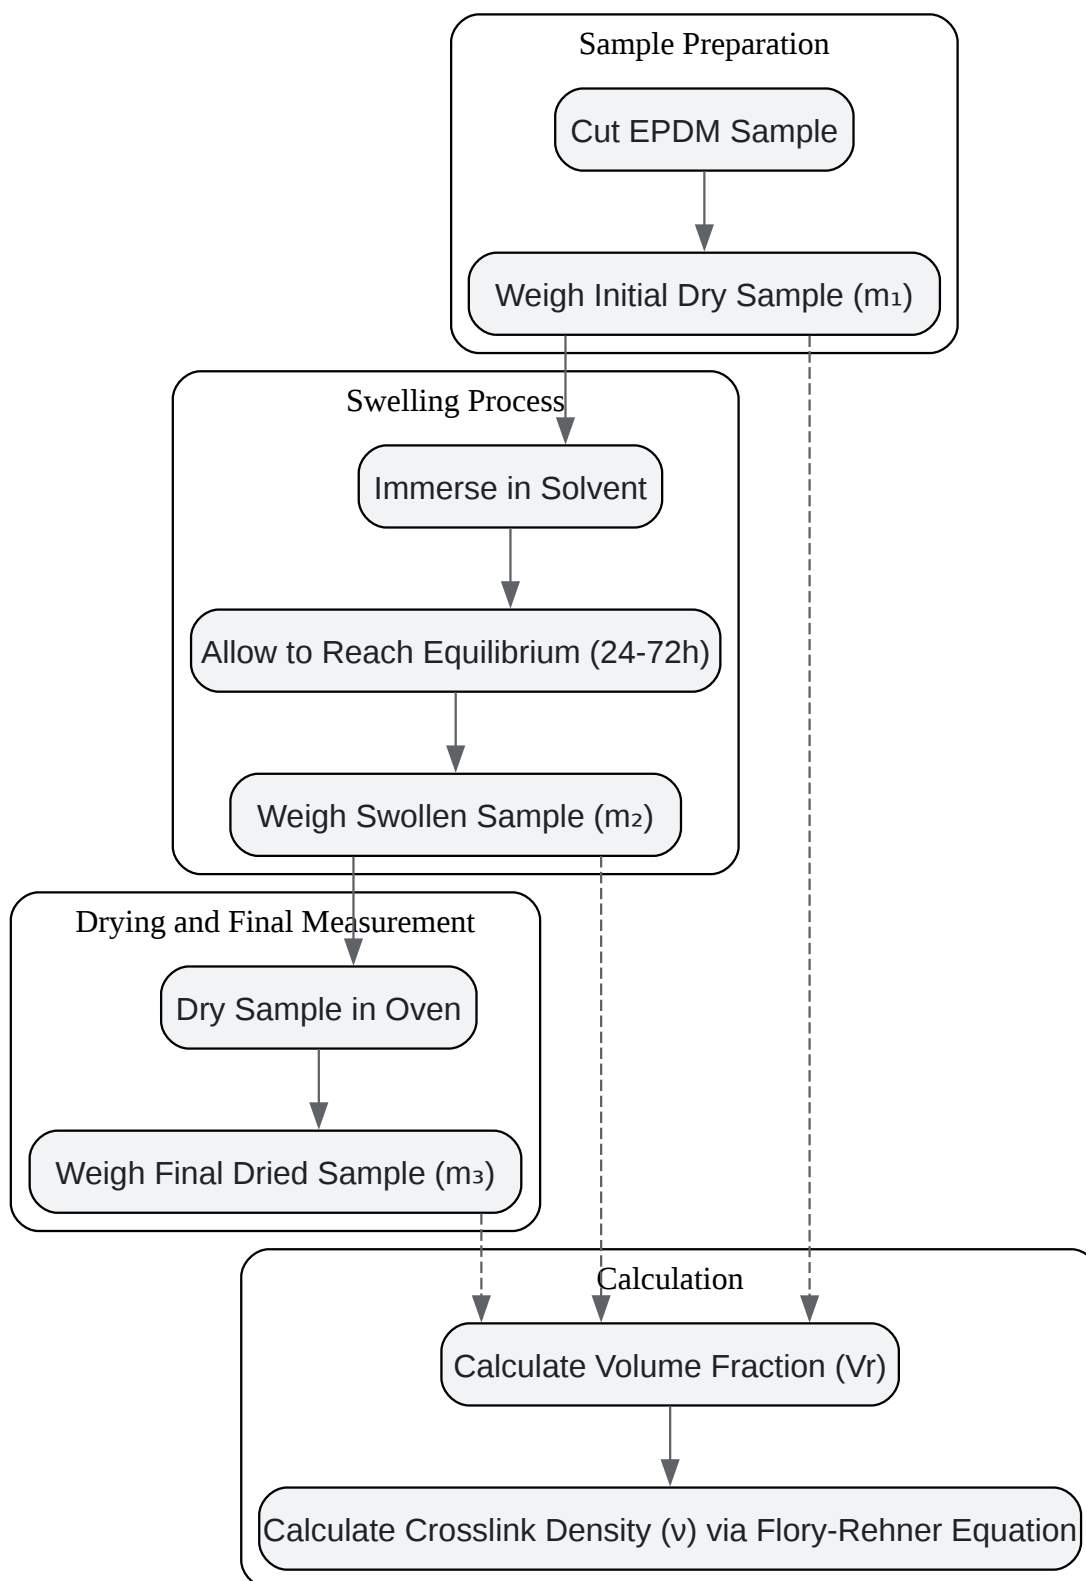 Sample Preparation
Cut EPDM Sample
Weigh Initial Dry Sample (m₁)
Swelling Process
Immerse in Solvent
Allow to Reach Equilibrium (24-72h)
Weigh Swollen Sample (m₂)
Drying and Final Measurement
Dry Sample in Oven
Weigh Final Dried Sample (m₃)
Calculation
Calculate Volume Fraction (Vr)
Calculate Crosslink Density (ν) via Flory-Rehner Equation